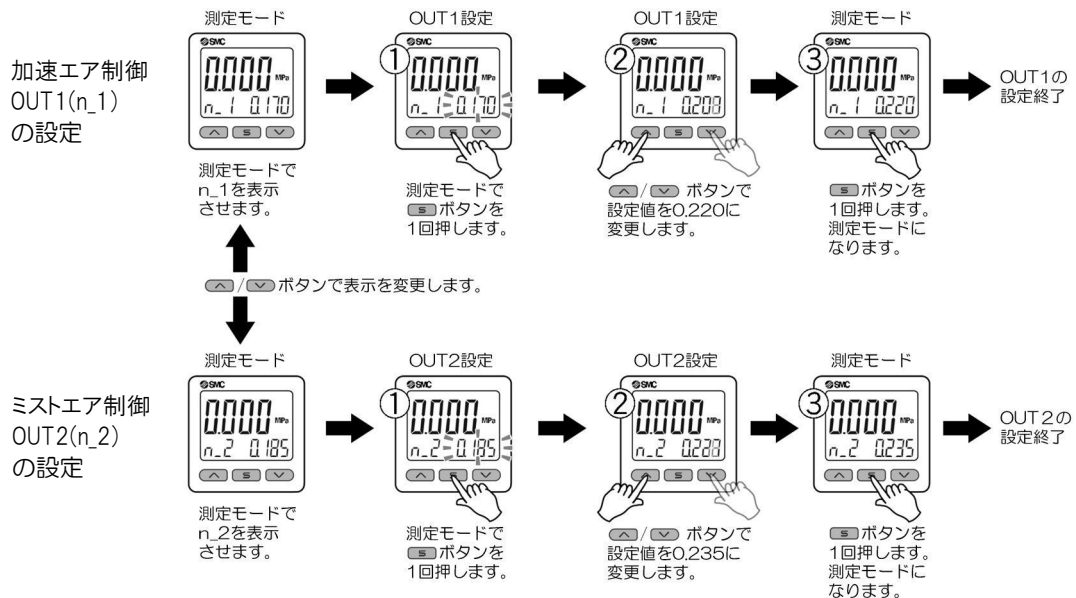 測定モード
OUT1設定
OUT1設定
測定モード
加速エア制御
OUT1(n_1)
の設定
SMC
0.000 MPa
n_1 0.170
S
① SMC
0.000 MPa
n_1 0.170
S
② SMC
0.000 MPa
n_1
S
③ SMC
0.000 MPa
n_1 0.220
S
OUT1の
設定終了
測定モードで
n_1を表示
させます。
測定モードで
S ボタンを
1回押します。
/ ボタンで
設定値を0.220に
変更します。
S ボタンを
1回押します。
測定モードに
なります。
/ ボタンで表示を変更します。
測定モード
OUT2設定
OUT2設定
測定モード
ミストエア制御
OUT2(n_2)
の設定
SMC
0.000 MPa
n_2 0.185
S
① SMC
0.000 MPa
n_2 0.185
S
② SMC
0.000 MPa
n_2
S
③ SMC
0.000 MPa
n_2 0.235
S
OUT2の
設定終了
測定モードで
n_2を表示
させます。
測定モードで
S ボタンを
1回押します。
/ ボタンで
設定値を0.235に
変更します。
S ボタンを
1回押します。
測定モードに
なります。